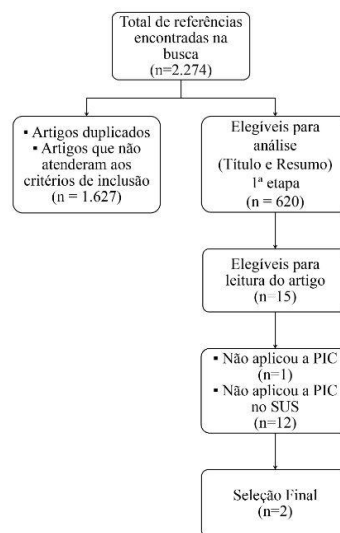 Total de referências
encontradas na
busca
(n=2.274)
▪ Artigos duplicados
▪ Artigos que não
atenderam aos
critérios de inclusão
(n = 1.627)
Elegíveis para
análise
(Título e Resumo)
1ª etapa
(n = 620)
Elegíveis para
leitura do artigo
(n=15)
▪ Não aplicou a PIC
(n=1)
▪ Não aplicou a PIC
no SUS
(n=12)
Seleção Final
(n=2)